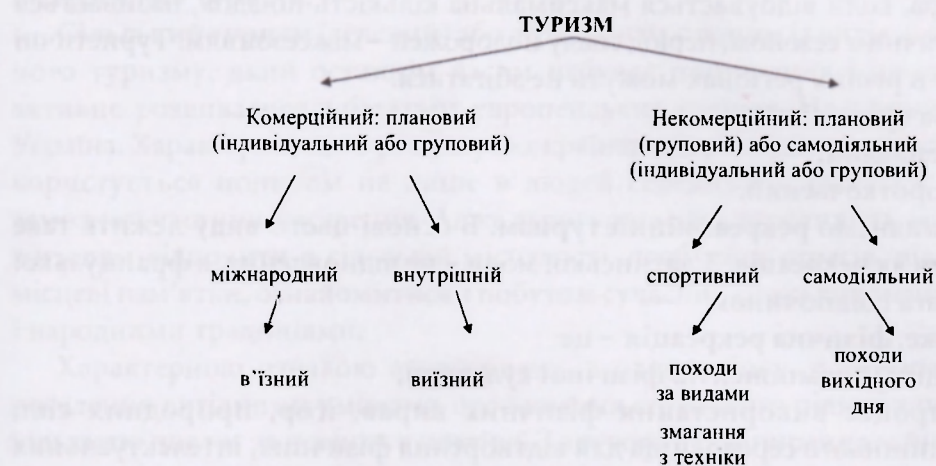 ТУРИЗМ
Комерційний: плановий
(індивідуальний або груповий)
Некомерційний: плановий
(груповий) або самодіяльний
(індивідуальний або груповий)
міжнародний
внутрішній
спортивний
самодіяльний
в'їзний
виїзний
походи
за видами
змагання
з техніки
походи
вихідного
дня